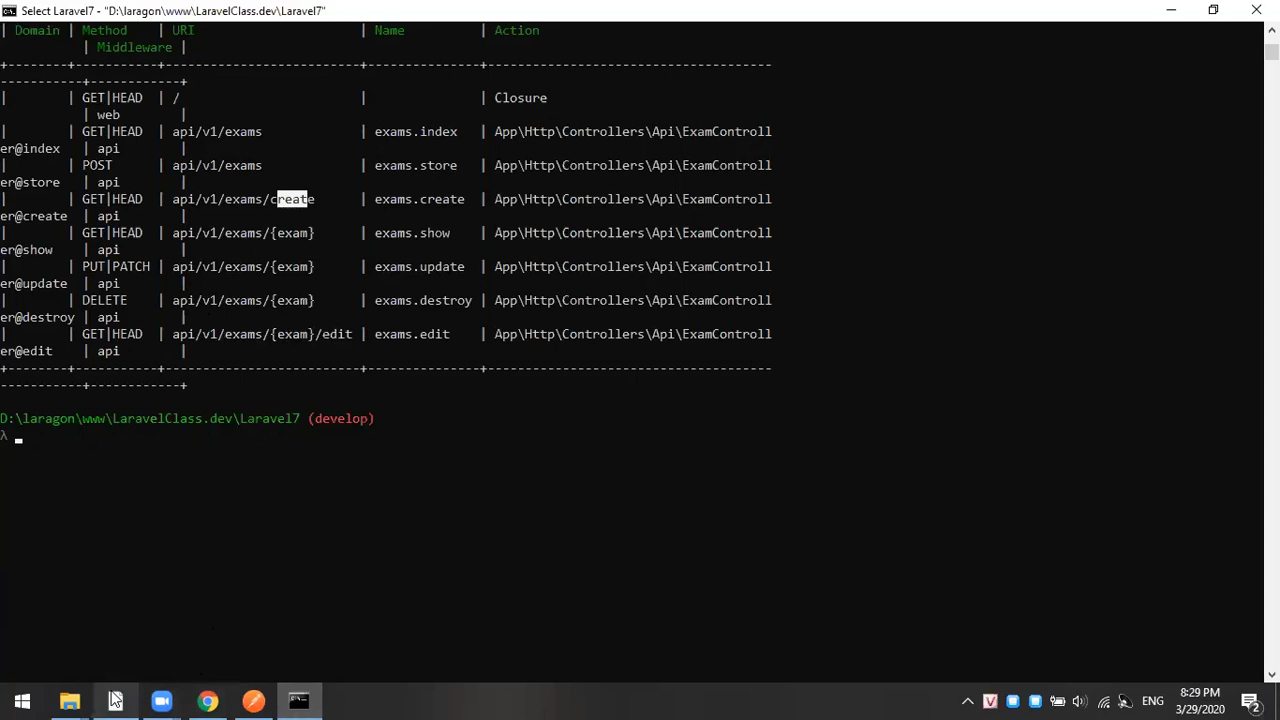 Select Laravel7 - "D:\laragon\www\LaravelClass.dev\Laravel7"
| Domain | Method    | URI                      | Name          | Action
           | Middleware |
+--------+-----------+--------------------------+---------------+--------------------------------------
-----------+------------+
|        | GET|HEAD  | /                        |               | Closure
           | web        |
|        | GET|HEAD  | api/v1/exams             | exams.index   | App\Http\Controllers\Api\ExamControll
er@index   | api        |
|        | POST      | api/v1/exams             | exams.store   | App\Http\Controllers\Api\ExamControll
er@store   | api        |
|        | GET|HEAD  | api/v1/exams/create      | exams.create  | App\Http\Controllers\Api\ExamControll
er@create  | api        |
|        | GET|HEAD  | api/v1/exams/{exam}      | exams.show    | App\Http\Controllers\Api\ExamControll
er@show    | api        |
|        | PUT|PATCH | api/v1/exams/{exam}      | exams.update  | App\Http\Controllers\Api\ExamControll
er@update  | api        |
|        | DELETE    | api/v1/exams/{exam}      | exams.destroy | App\Http\Controllers\Api\ExamControll
er@destroy | api        |
|        | GET|HEAD  | api/v1/exams/{exam}/edit | exams.edit    | App\Http\Controllers\Api\ExamControll
er@edit    | api        |
+--------+-----------+--------------------------+---------------+--------------------------------------
-----------+------------+
D:\laragon\www\LaravelClass.dev\Laravel7 (develop)
λ
ENG
8:29 PM
3/29/2020
2